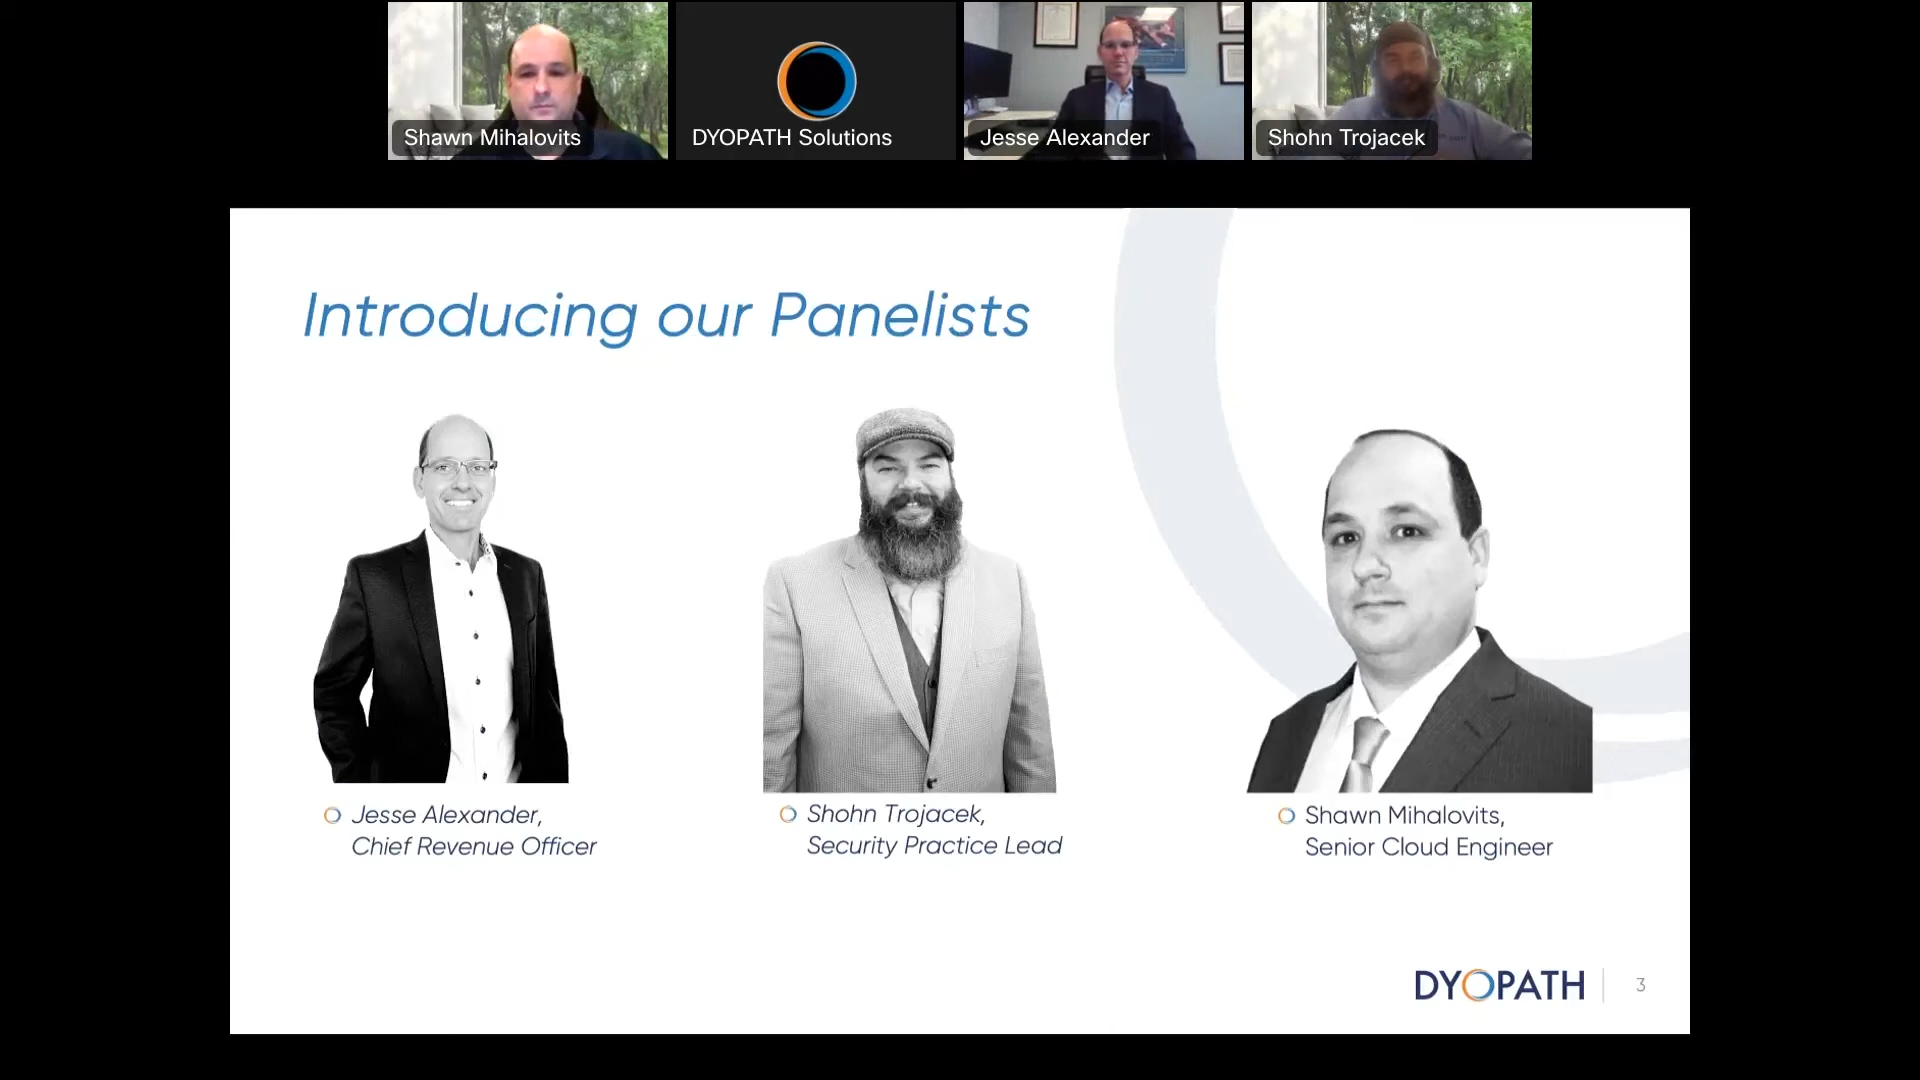 Shawn Mihalovits
DYOPATH Solutions
Jesse Alexander
Shohn Trojacek
Introducing our Panelists
Jesse Alexander,
Chief Revenue Officer
Shohn Trojacek,
Security Practice Lead
Shawn Mihalovits,
Senior Cloud Engineer
DYOPATH
3